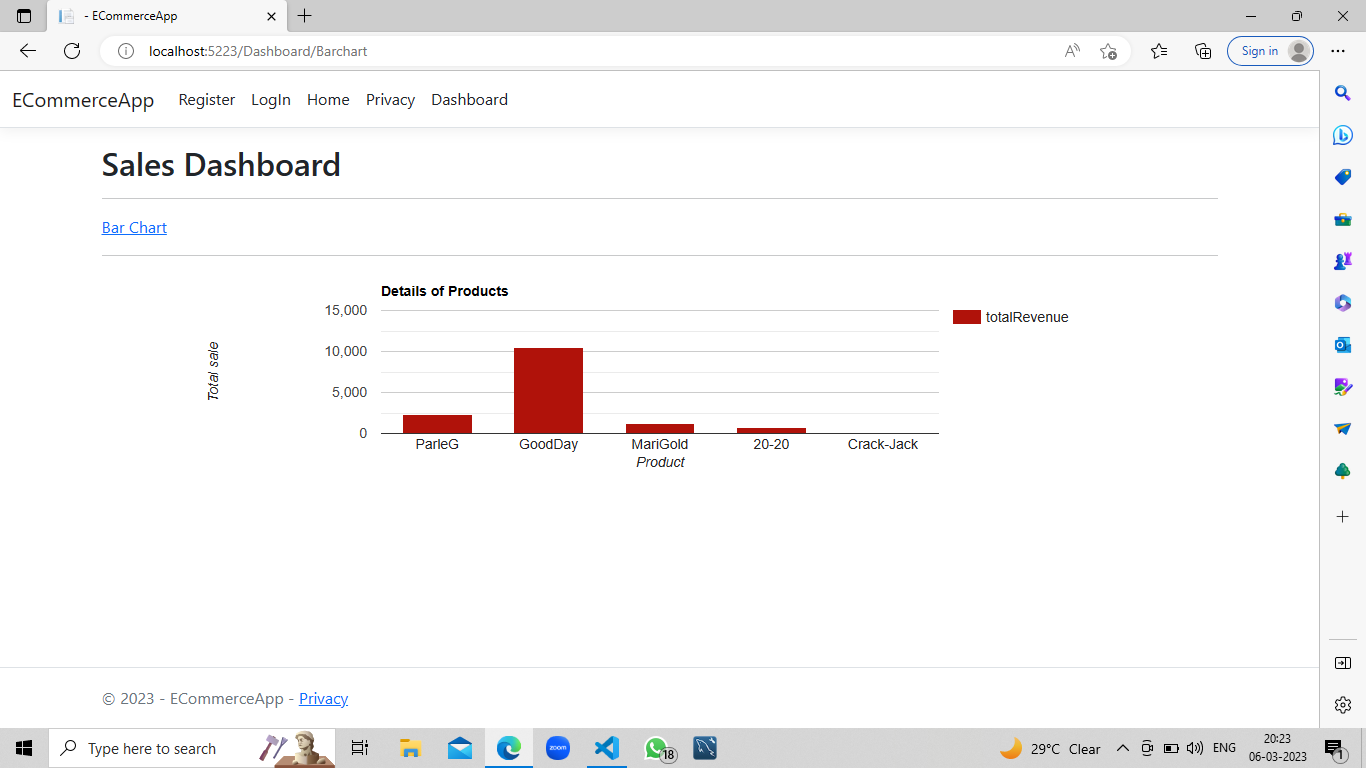 - ECommerceApp
localhost:5223/Dashboard/Barchart
Sign in
ECommerceApp Register LogIn Home Privacy Dashboard
Sales Dashboard
Bar Chart
Details of Products
15,000
10,000
5,000
0
Total sale
totalRevenue
ParleG GoodDay MariGold 20-20 Crack-Jack
Product
© 2023 - ECommerceApp - Privacy
Type here to search
zoom
18
29°C Clear
ENG
20:23
06-03-2023
1